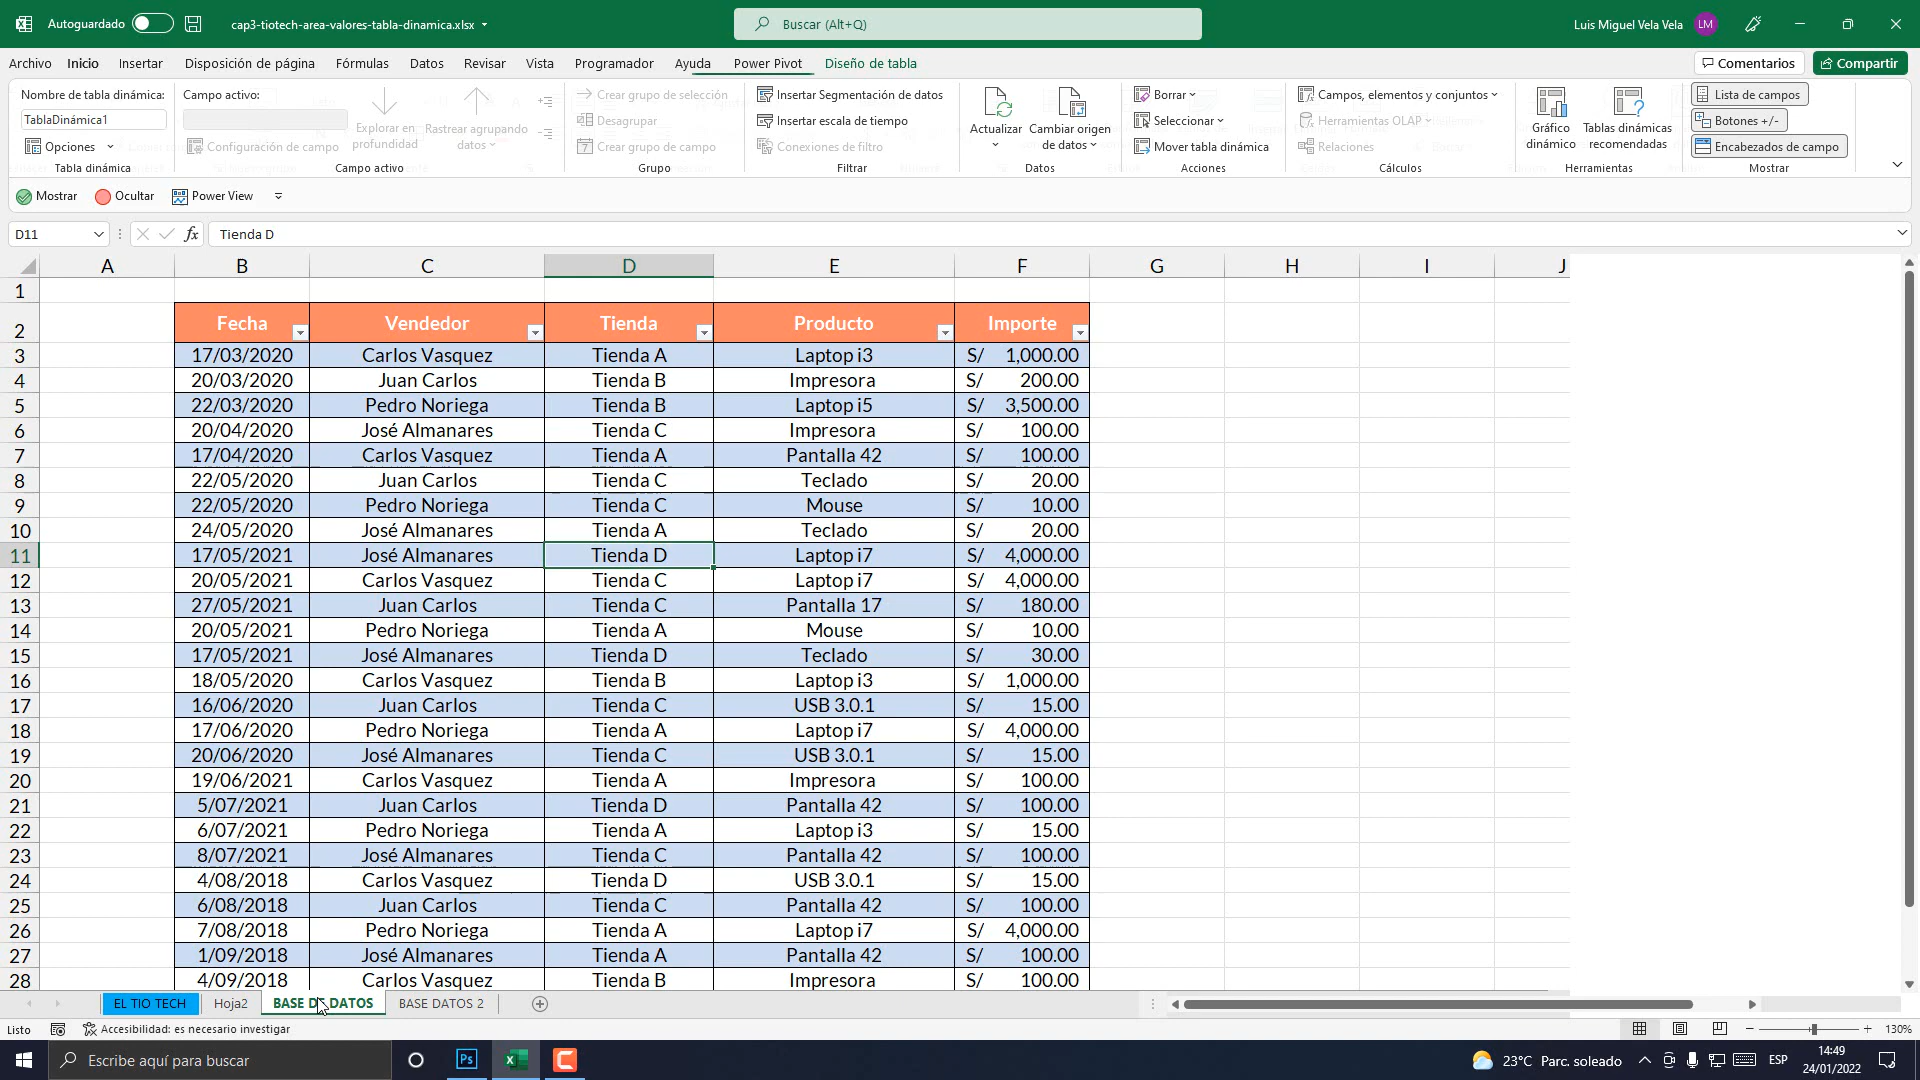 Autoguardado cap3-tiotech-area-valores-tabla-dinamica.xlsx Buscar (Alt+Q) Luis Miguel Vela Vela LM
Archivo Inicio Insertar Disposición de página Fórmulas Datos Revisar Vista Programador Ayuda Power Pivot Diseño de tabla Comentarios Compartir
Nombre de tabla dinámica: Campo activo: Crear grupo de selección Insertar Segmentación de datos Borrar Campos, elementos y conjuntos Lista de campos
TablaDinámica1 Desagrupar Insertar escala de tiempo Seleccionar Herramientas OLAP Botones +/-
Explorar en profundidad Rastrear agrupando datos Actualizar Cambiar origen de datos Gráfico dinámico Tablas dinámicas recomendadas
Opciones Configuración de campo Crear grupo de campo Conexiones de filtro Mover tabla dinámica Relaciones Encabezados de campo
Tabla dinámica Campo activo Grupo Filtrar Datos Acciones Cálculos Herramientas Mostrar
Mostrar Ocultar Power View
D11 fx Tienda D
A B C D E F G H I J
1
2 Fecha Vendedor Tienda Producto Importe
3 17/03/2020 Carlos Vasquez Tienda A Laptop i3 S/ 1,000.00
4 20/03/2020 Juan Carlos Tienda B Impresora S/ 200.00
5 22/03/2020 Pedro Noriega Tienda B Laptop i5 S/ 3,500.00
6 20/04/2020 José Almanares Tienda C Impresora S/ 100.00
7 17/04/2020 Carlos Vasquez Tienda A Pantalla 42 S/ 100.00
8 22/05/2020 Juan Carlos Tienda C Teclado S/ 20.00
9 22/05/2020 Pedro Noriega Tienda C Mouse S/ 10.00
10 24/05/2020 José Almanares Tienda A Teclado S/ 20.00
11 17/05/2021 José Almanares Tienda D Laptop i7 S/ 4,000.00
12 20/05/2021 Carlos Vasquez Tienda C Laptop i7 S/ 4,000.00
13 27/05/2021 Juan Carlos Tienda C Pantalla 17 S/ 180.00
14 20/05/2021 Pedro Noriega Tienda A Mouse S/ 10.00
15 17/05/2021 José Almanares Tienda D Teclado S/ 30.00
16 18/05/2020 Carlos Vasquez Tienda B Laptop i3 S/ 1,000.00
17 16/06/2020 Juan Carlos Tienda C USB 3.0.1 S/ 15.00
18 17/06/2020 Pedro Noriega Tienda A Laptop i7 S/ 4,000.00
19 20/06/2020 José Almanares Tienda C USB 3.0.1 S/ 15.00
20 19/06/2021 Carlos Vasquez Tienda A Impresora S/ 100.00
21 5/07/2021 Juan Carlos Tienda D Pantalla 42 S/ 100.00
22 6/07/2021 Pedro Noriega Tienda A Laptop i3 S/ 15.00
23 8/07/2021 José Almanares Tienda C Pantalla 42 S/ 100.00
24 4/08/2018 Carlos Vasquez Tienda D USB 3.0.1 S/ 15.00
25 6/08/2018 Juan Carlos Tienda C Pantalla 42 S/ 100.00
26 7/08/2018 Pedro Noriega Tienda A Laptop i7 S/ 4,000.00
27 1/09/2018 José Almanares Tienda A Pantalla 42 S/ 100.00
28 4/09/2018 Carlos Vasquez Tienda B Impresora S/ 100.00
EL TIO TECH Hoja2 BASE DE DATOS BASE DATOS 2
Listo Accesibilidad: es necesario investigar 130%
Escribe aquí para buscar Ps 23°C Parc. soleado ESP 14:49
24/01/2022